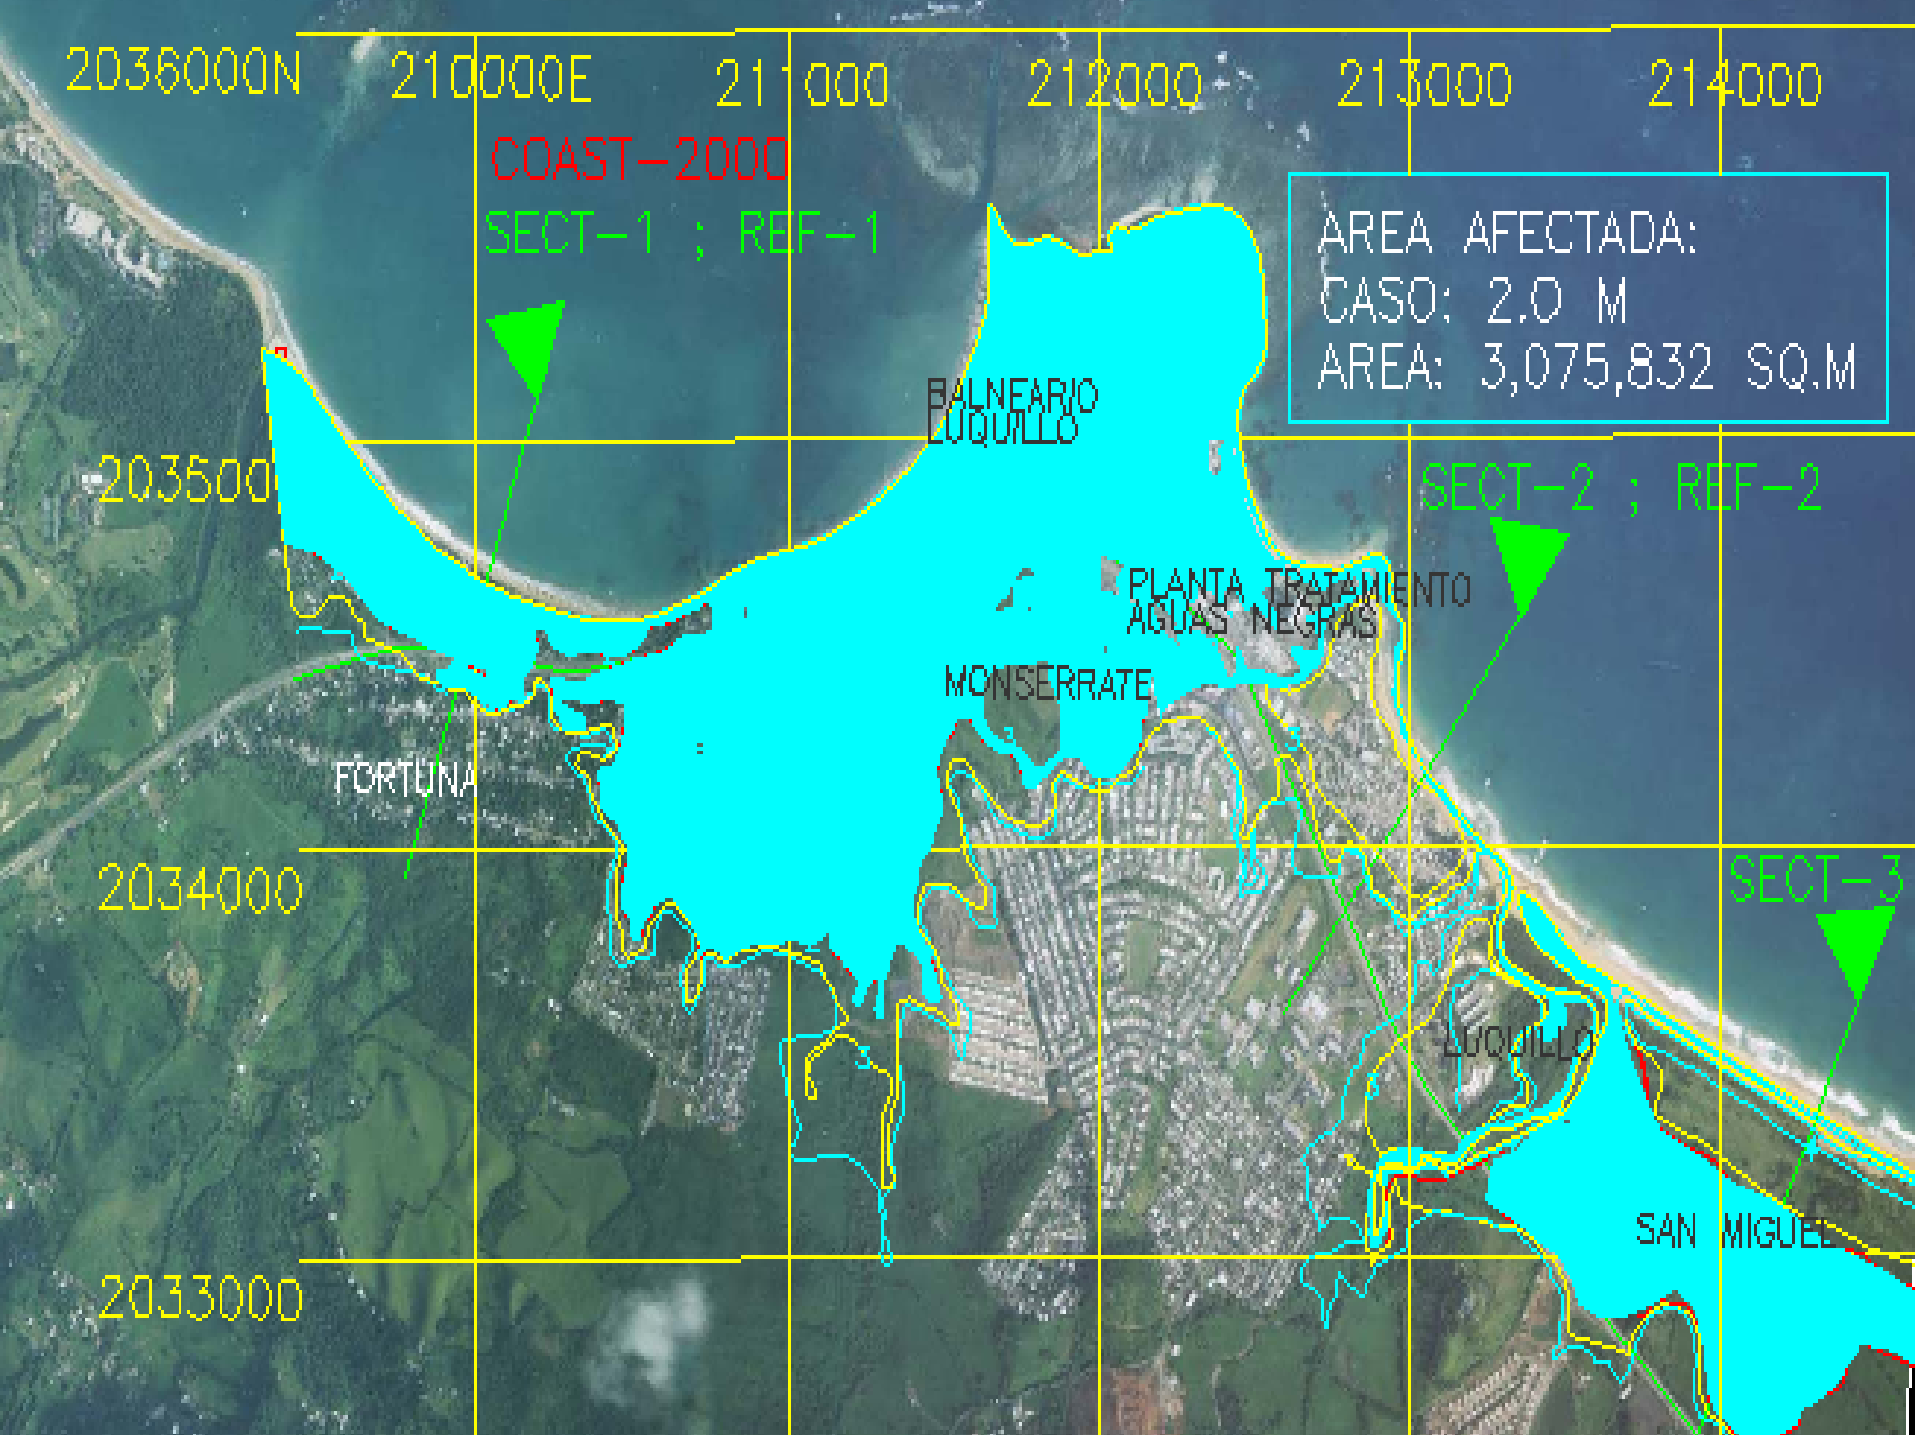 2036000N 210000E 211000 212000 213000 214000
COAST-2000
SECT-1 ; REF-1
AREA AFECTADA:
CASO: 2.0 M
AREA: 3,075,832 SQ.M
BALNEARIO
LUQUILLO
203500
SECT-2 ; REF-2
PLANTA TRATAMIENTO
AGUAS NEGRAS
MONSERRATE
FORTUNA
2034000
SECT-3
LUQUILLO
SAN MIGUEL
2033000